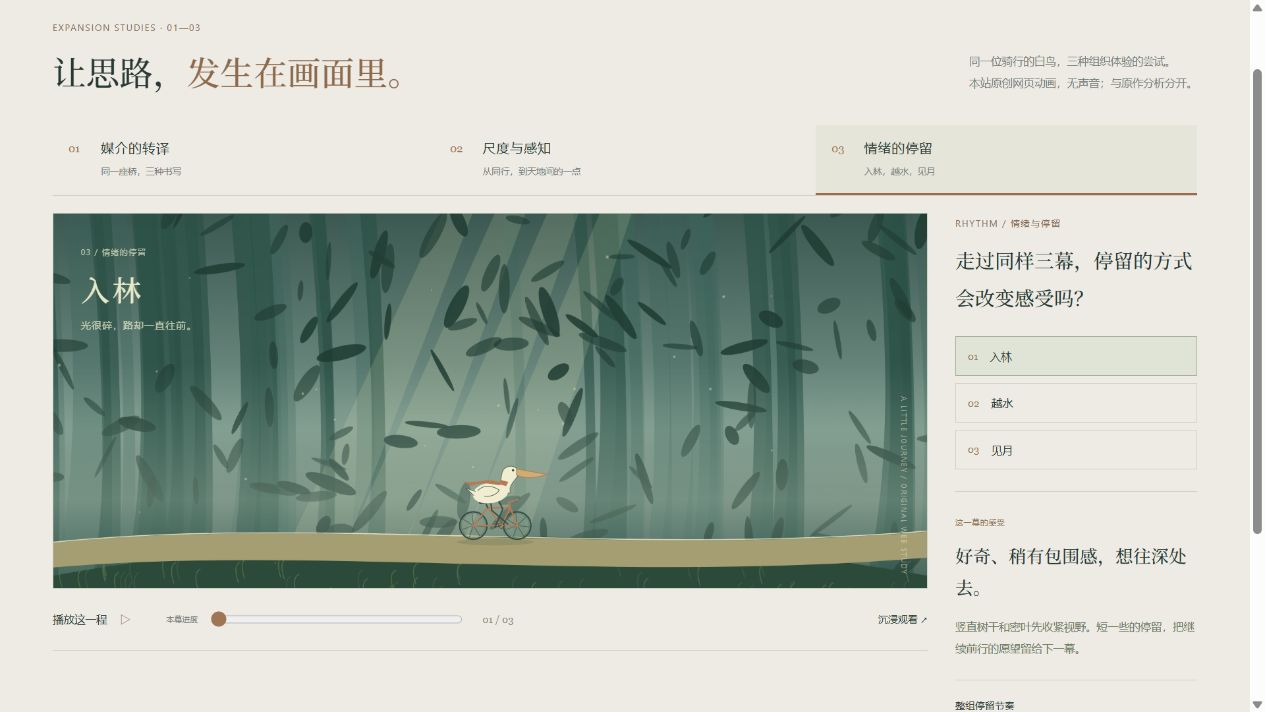 EXPANSION STUDIES · 01—03
让思路，发生在画面里。
同一位骑行的白鸟，三种组织体验的尝试。
本站原创网页动画，无声音；与原作分析分开。
01 媒介的转译
同一座桥，三种书写
02 尺度与感知
从同行，到天地间的一点
03 情绪的停留
入林，越水，见月
03 / 情绪的停留
入林
光很碎，路却一直往前。
A LITTLE JOURNEY / ORIGINAL WEB STUDY
播放这一程 ▷
本幕进度
01 / 03
沉浸观看 ↗
RHYTHM / 情绪与停留
走过同样三幕，停留的方式
会改变感受吗？
01 入林
02 越水
03 见月
这一幕的感受
好奇、稍有包围感，想往深处
去。
竖直树干和密叶先收紧视野。短一些的停留，把继
续前行的愿望留给下一幕。
整组停留节奏